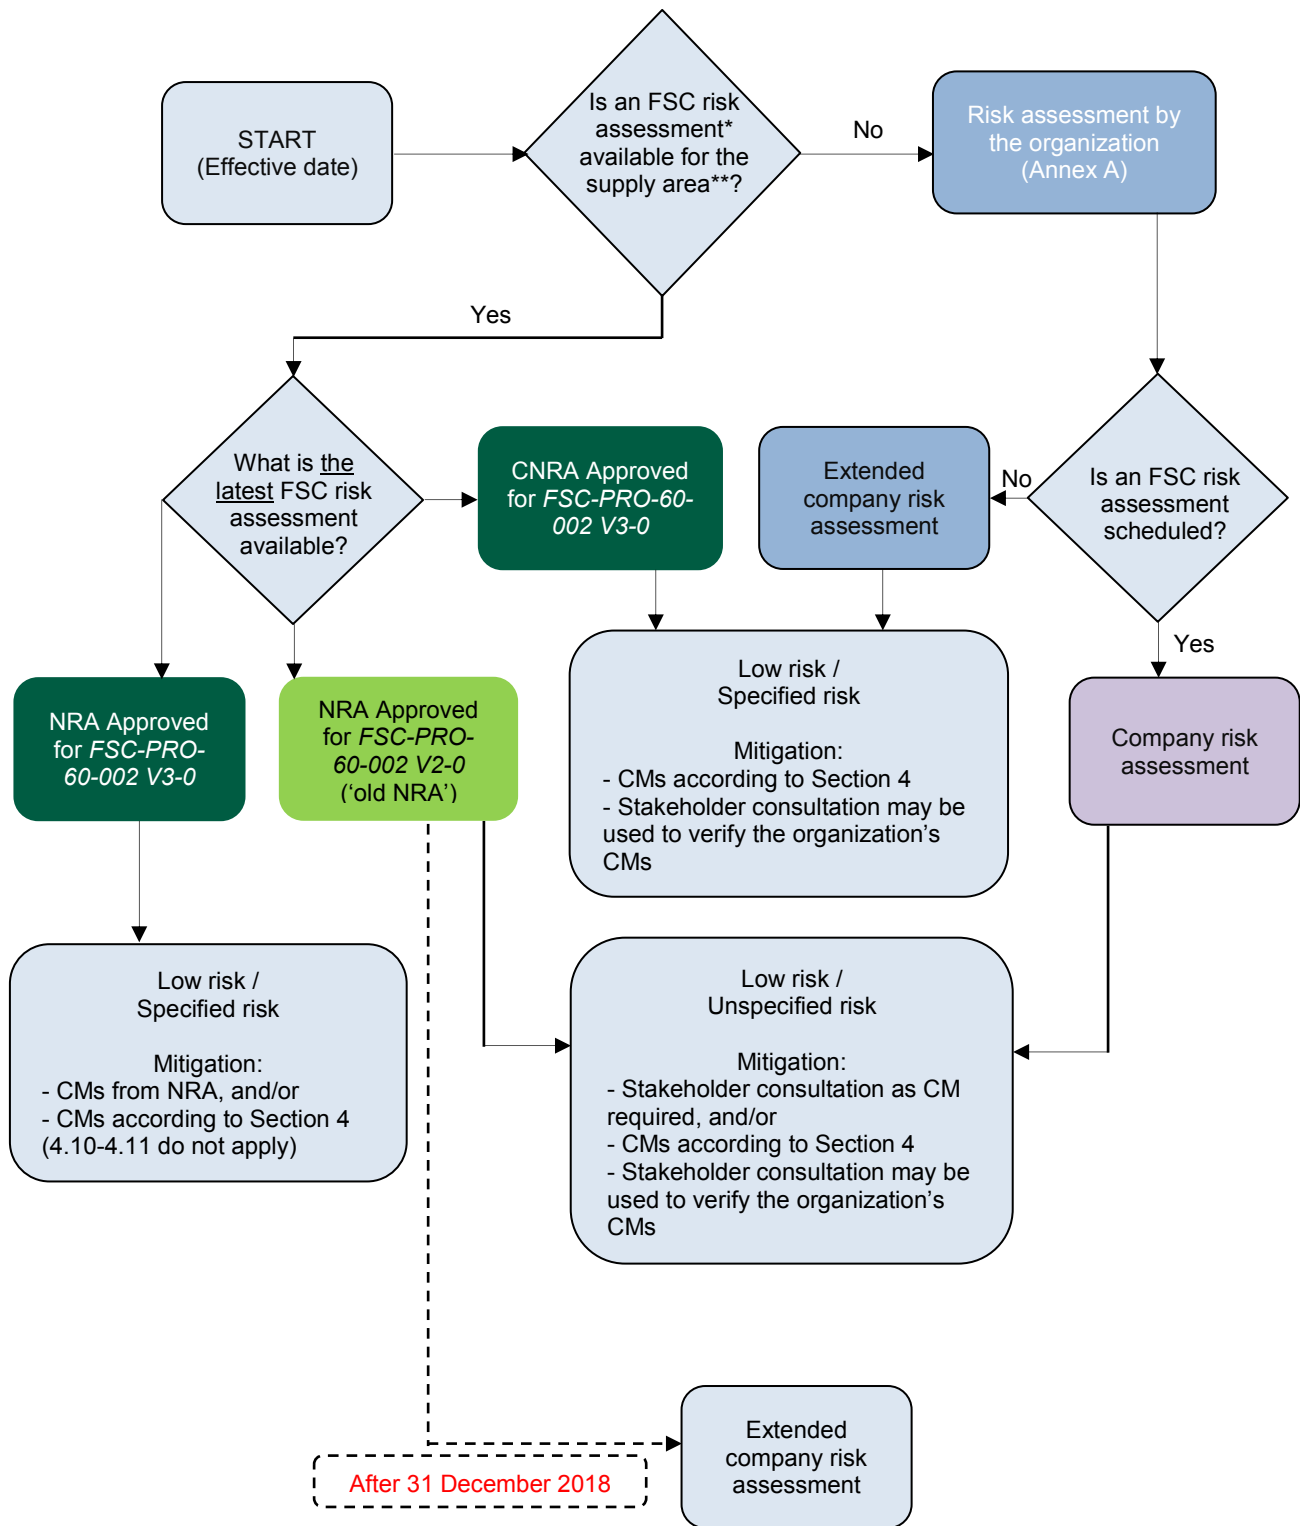 START
(Effective date)
Is an FSC risk
assessment*
available for the
supply area**?
No
Risk assessment by
the organization
(Annex A)
Yes
What is the
latest FSC risk
assessment
available?
CNRA Approved
for FSC-PRO-60-
002 V3-0
Extended
company risk
assessment
No
Is an FSC risk
assessment
scheduled?
Yes
NRA Approved
for FSC-PRO-
60-002 V3-0
NRA Approved
for FSC-PRO-
60-002 V2-0
(‘old NRA’)
Low risk /
Specified risk
Mitigation:
- CMs according to Section 4
- Stakeholder consultation may be
used to verify the organization’s
CMs
Company risk
assessment
Low risk /
Specified risk
Mitigation:
- CMs from NRA, and/or
- CMs according to Section 4
(4.10-4.11 do not apply)
Low risk /
Unspecified risk
Mitigation:
- Stakeholder consultation as CM
required, and/or
- CMs according to Section 4
- Stakeholder consultation may be
used to verify the organization’s
CMs
After 31 December 2018
Extended
company risk
assessment